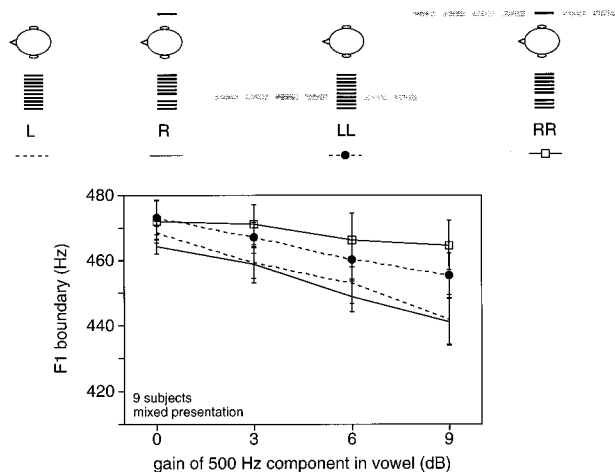 L R LL RR
480
460
440
420
F1 boundary (Hz)
9 subjects
mixed presentation
0 3 6 9
gain of 500 Hz component in vowel (dB)